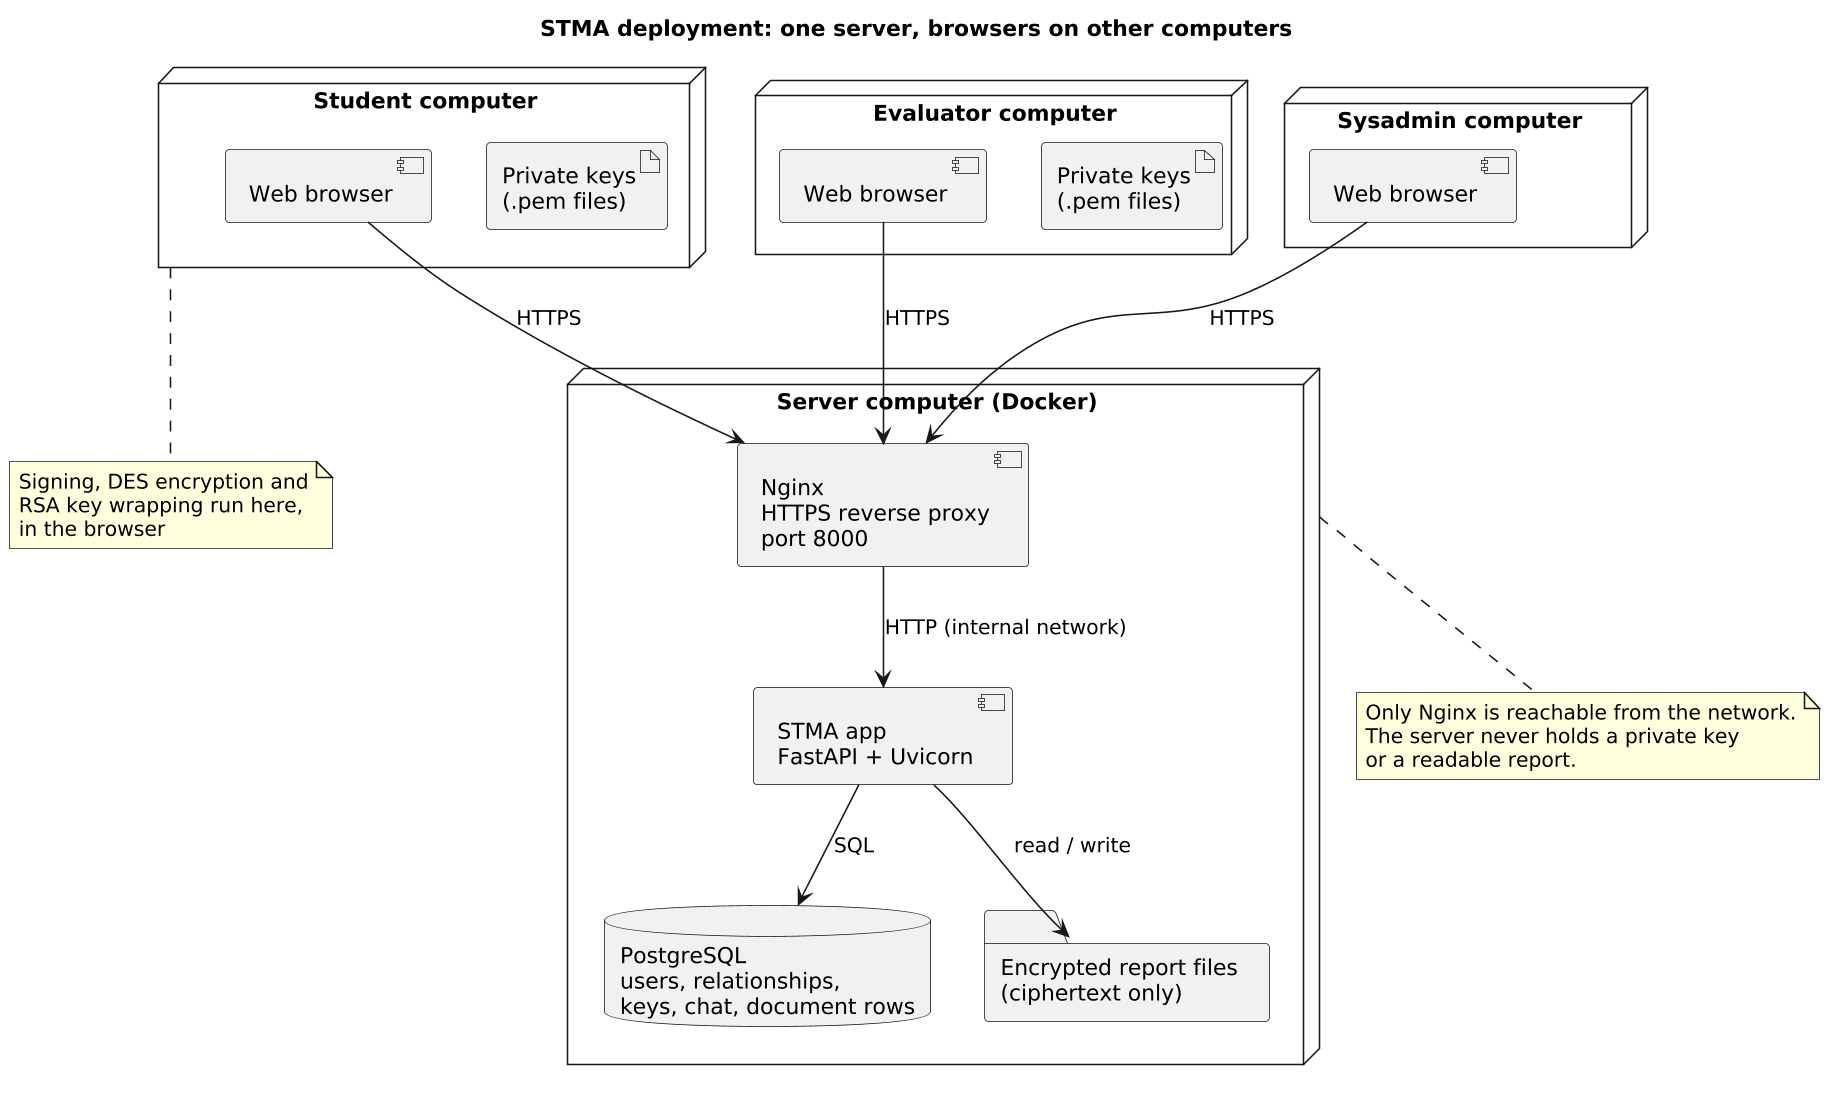 STMA deployment: one server, browsers on other computers
Student computer
Web browser
Private keys
(.pem files)
Evaluator computer
Web browser
Private keys
(.pem files)
Sysadmin computer
Web browser
HTTPS
HTTPS
HTTPS
Server computer (Docker)
Signing, DES encryption and
RSA key wrapping run here,
in the browser
Nginx
HTTPS reverse proxy
port 8000
HTTP (internal network)
Only Nginx is reachable from the network.
The server never holds a private key
or a readable report.
STMA app
FastAPI + Uvicorn
SQL
read / write
PostgreSQL
users, relationships,
keys, chat, document rows
Encrypted report files
(ciphertext only)